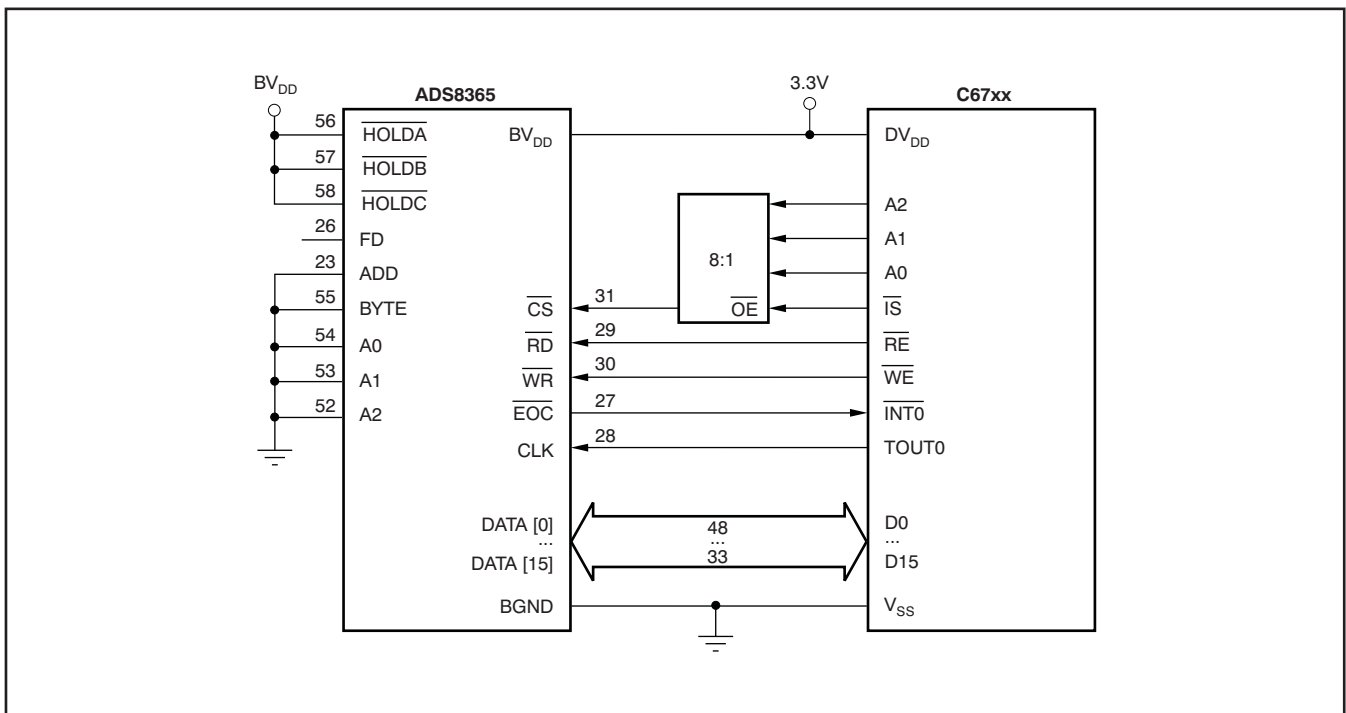 BVDD
ADS8365
3.3V
C67xx
56
HOLDA
BVDD
DVDD
57
HOLDB
58
HOLDC
A2
26
FD
A1
8:1
23
ADD
A0
55
BYTE
CS
31
OE
IS
54
A0
RD
29
RE
53
A1
WR
30
WE
52
A2
EOC
27
INT0
CLK
28
TOUT0
DATA [0]
...
DATA [15]
48
...
33
D0
...
D15
BGND
VSS